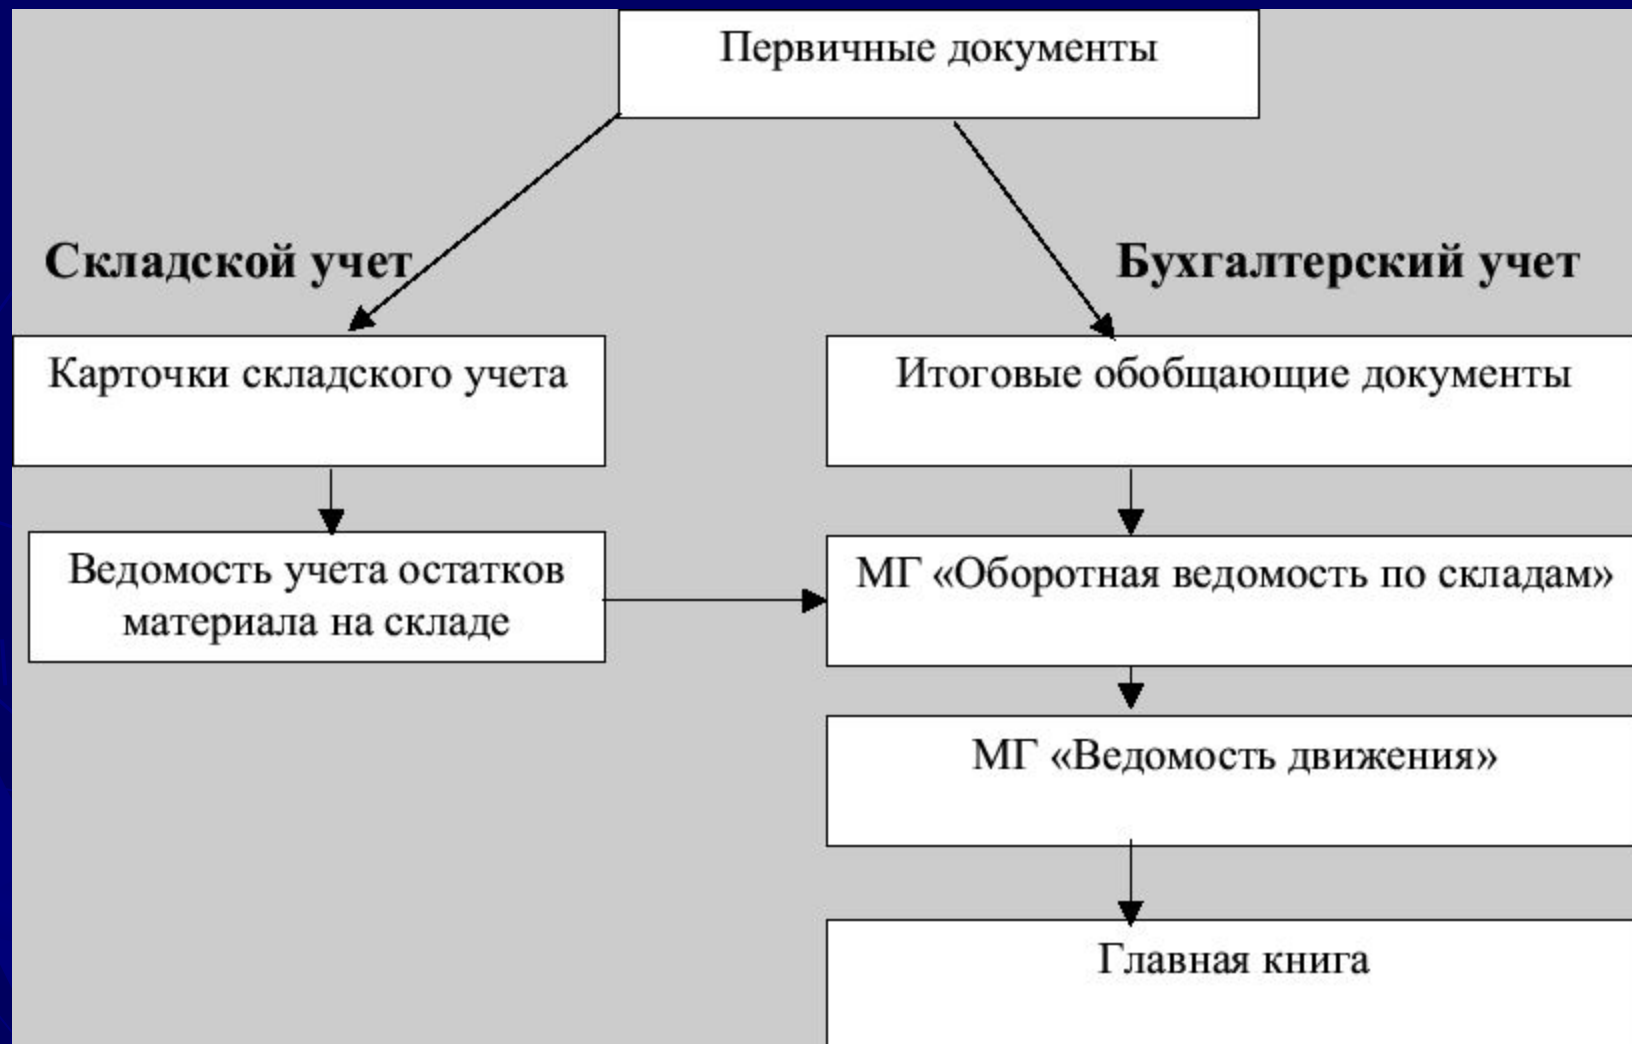 Первичные документы
Складской учет
Бухгалтерский учет
Карточки складского учета
Итоговые обобщающие документы
Ведомость учета остатков
материала на складе
МГ «Оборотная ведомость по складам»
МГ «Ведомость движения»
Главная книга